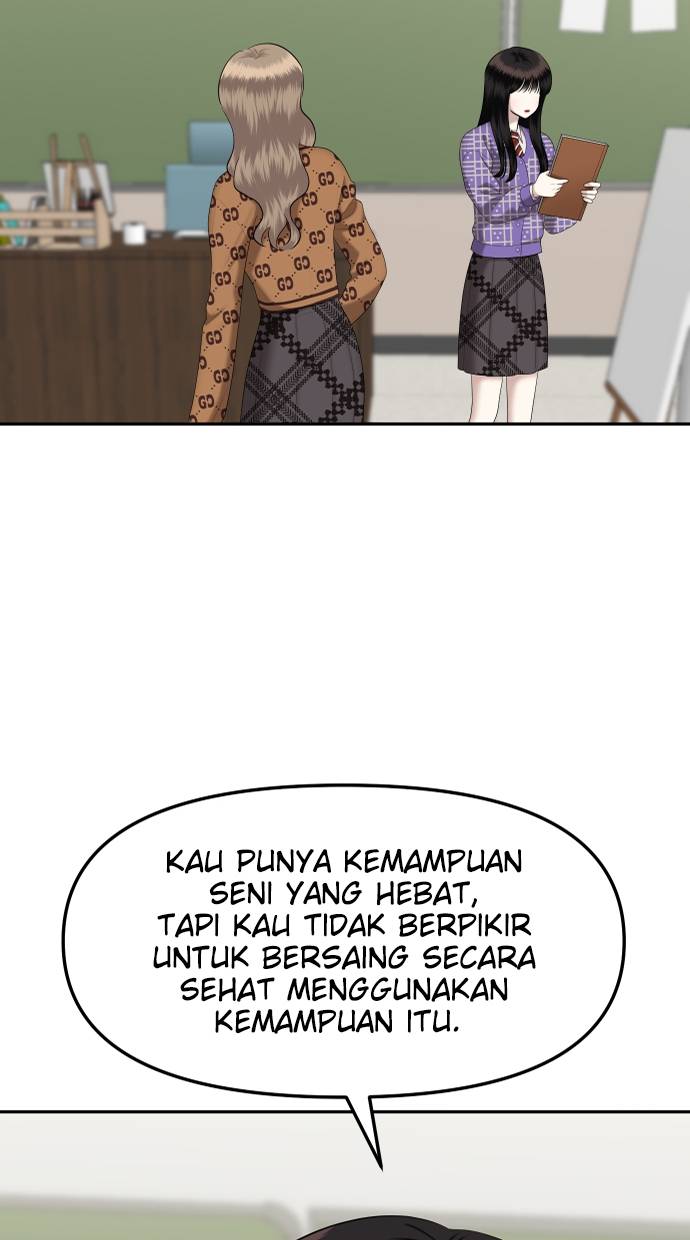 KAU PUNYA KEMAMPUAN
SENI YANG HEBAT,
TAPI KAU TIDAK BERPIKIR
UNTUK BERSAING SECARA
SEHAT MENGGUNAKAN
KEMAMPUAN ITU.